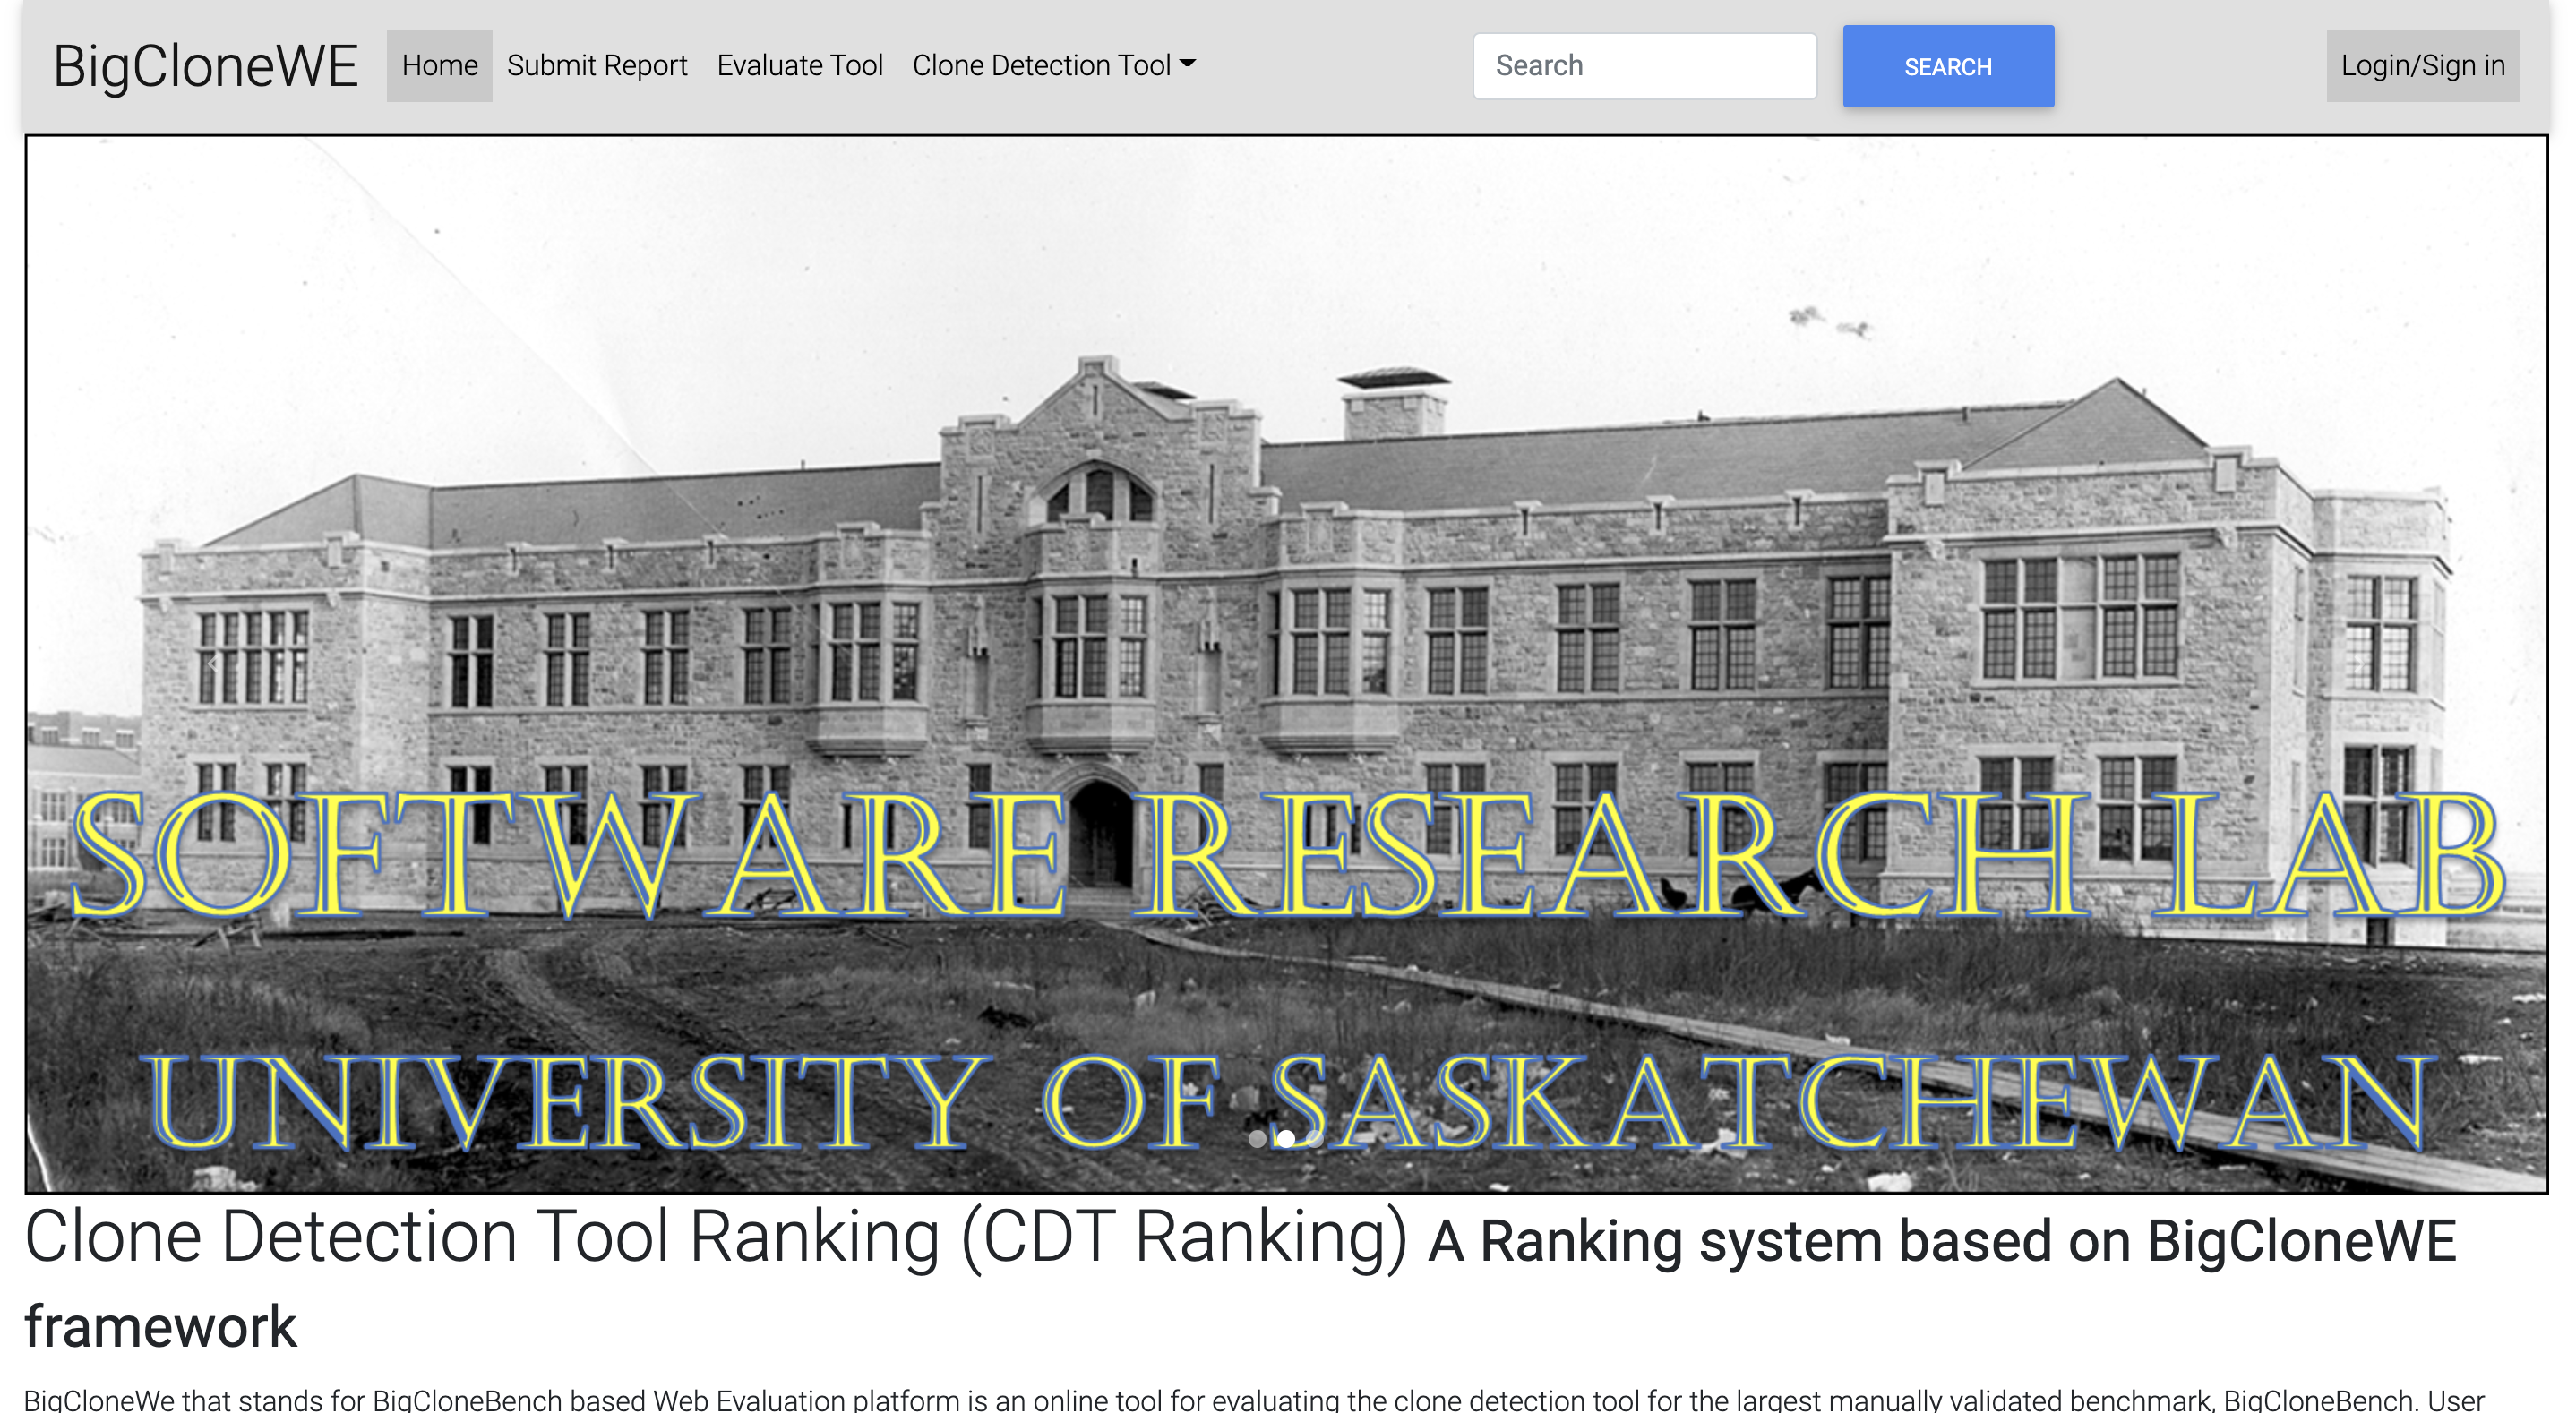 BigCloneWE Home Submit Report Evaluate Tool Clone Detection Tool Search SEARCH Login/Sign in
SOFTWARE RESEARCH LAB
UNIVERSITY OF SASKATCHEWAN
Clone Detection Tool Ranking (CDT Ranking) A Ranking system based on BigCloneWE
framework
BigCloneWe that stands for BigCloneBench based Web Evaluation platform is an online tool for evaluating the clone detection tool for the largest manually validated benchmark, BigCloneBench. User